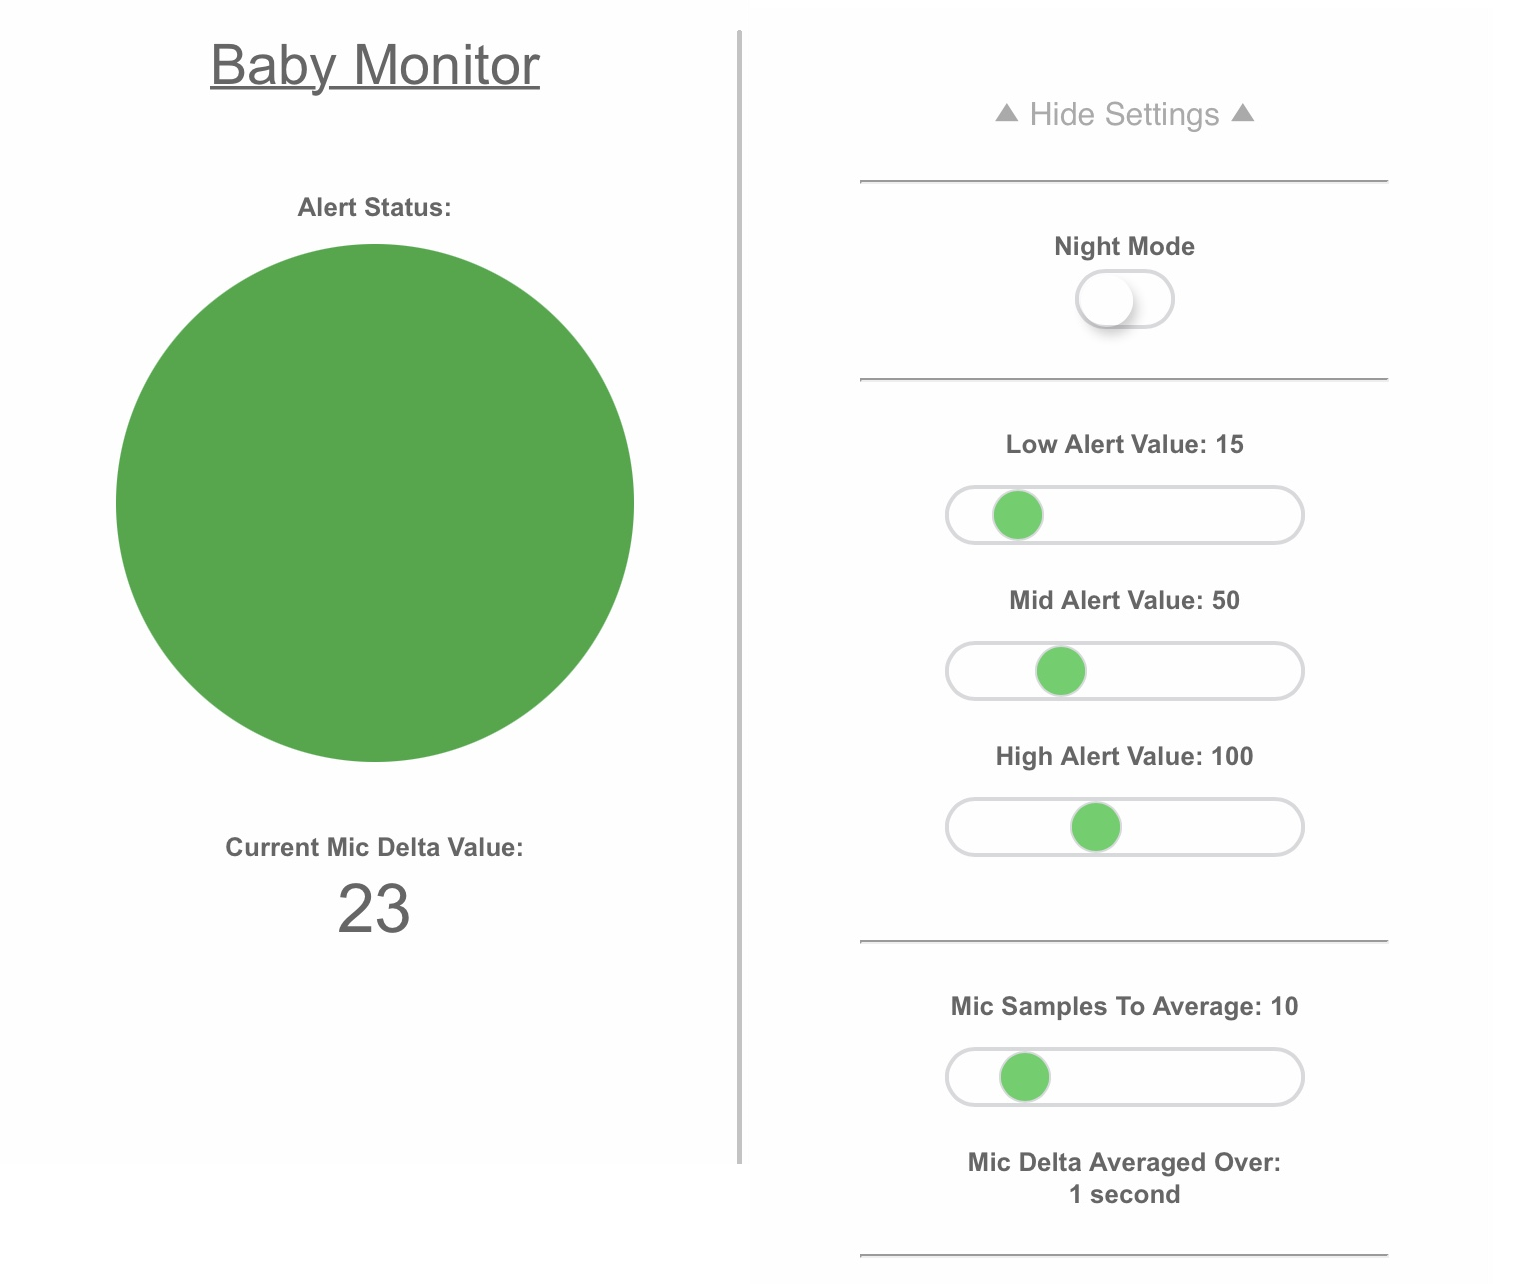 Baby Monitor
Alert Status:
Current Mic Delta Value:
23
▲ Hide Settings ▲
Night Mode
Low Alert Value: 15
Mid Alert Value: 50
High Alert Value: 100
Mic Samples To Average: 10
Mic Delta Averaged Over:
1 second